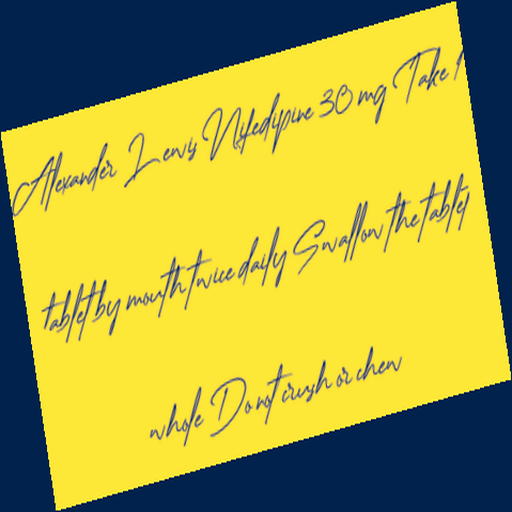 Alexander Lewis Nifedipine 30 mg Take 1
tablet by mouth twice daily Swallow the tablet
whole Do not crush or chew